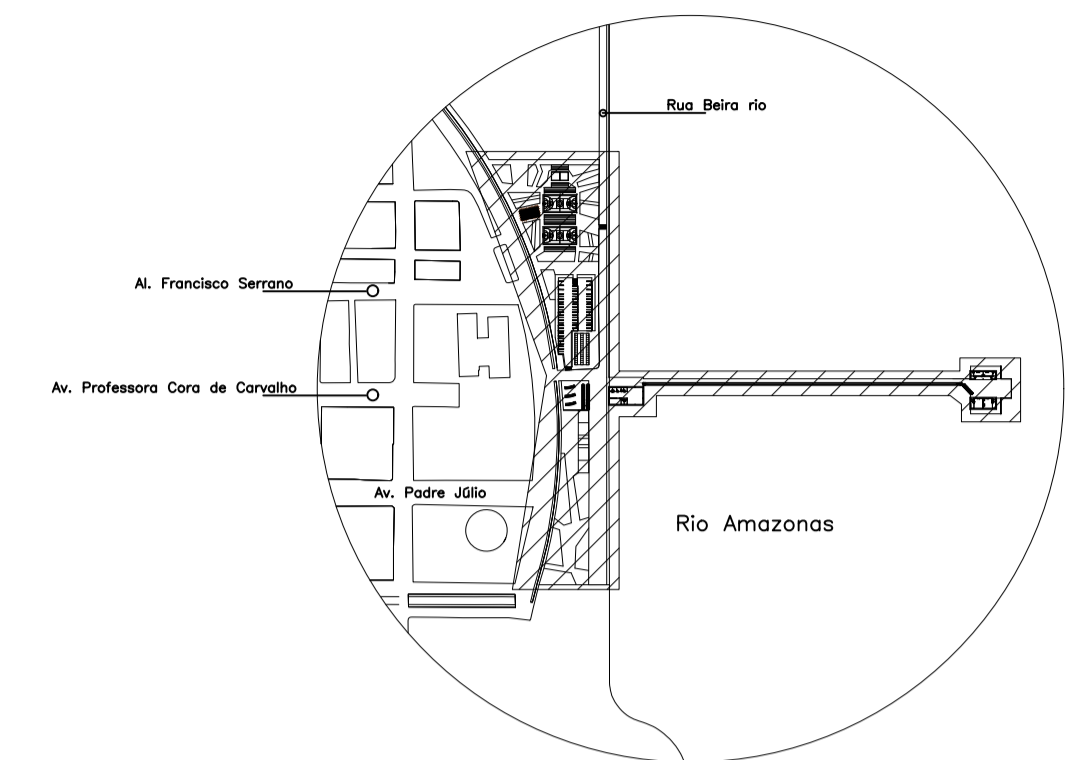 Rua Beira rio
Al. Francisco Serrano
Av. Professora Cora de Carvalho
Av. Padre Júlio
Rio Amazonas